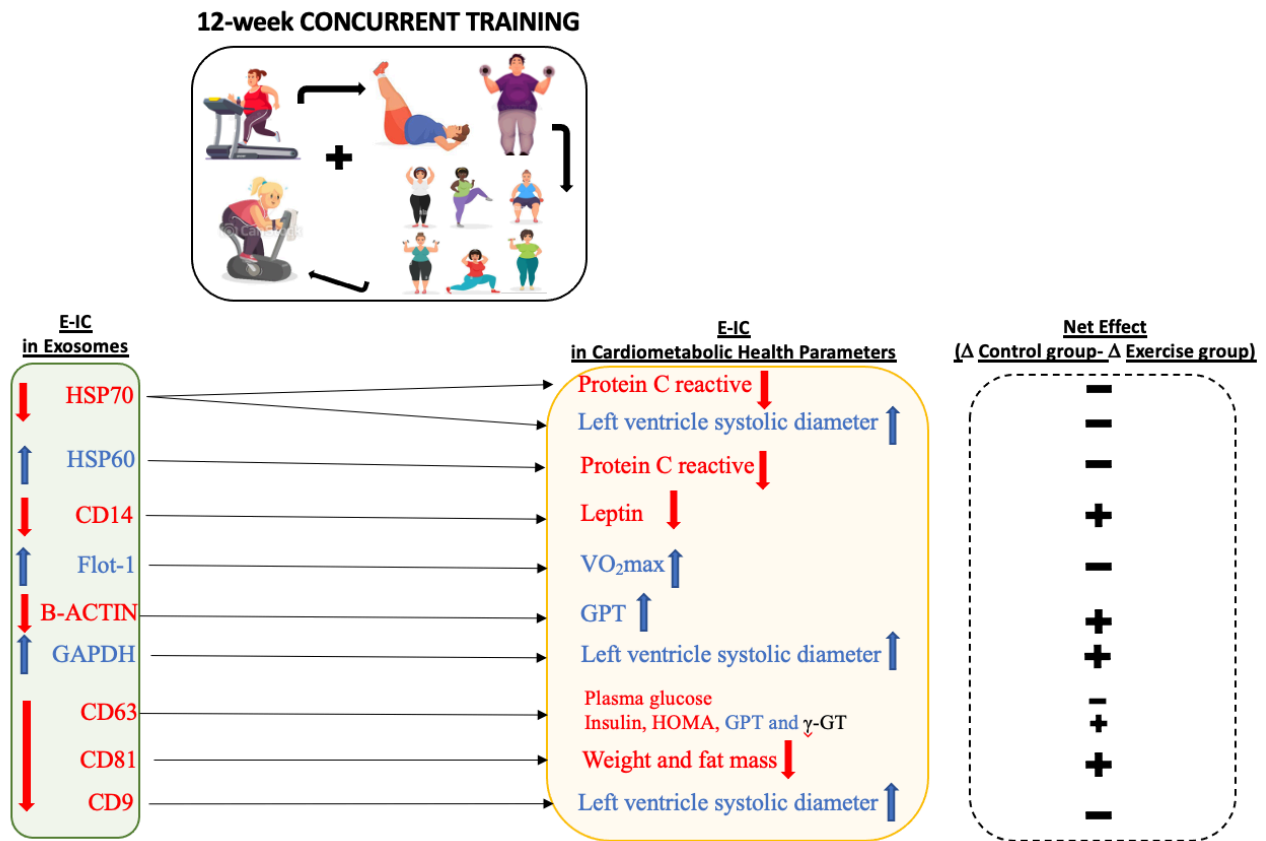 12-week CONCURRENT TRAINING
E-IC
in Exosomes
E-IC
in Cardiometabolic Health Parameters
Net Effect
(Δ Control group- Δ Exercise group)
HSP70
Protein C reactive
−
Left ventricle systolic diameter
−
HSP60
Protein C reactive
−
CD14
Leptin
+
Flot-1
VO₂max
−
B-ACTIN
GPT
+
GAPDH
Left ventricle systolic diameter
+
CD63
Plasma glucose
−
Insulin, HOMA, GPT and γ-GT
+
CD81
Weight and fat mass
+
CD9
Left ventricle systolic diameter
−